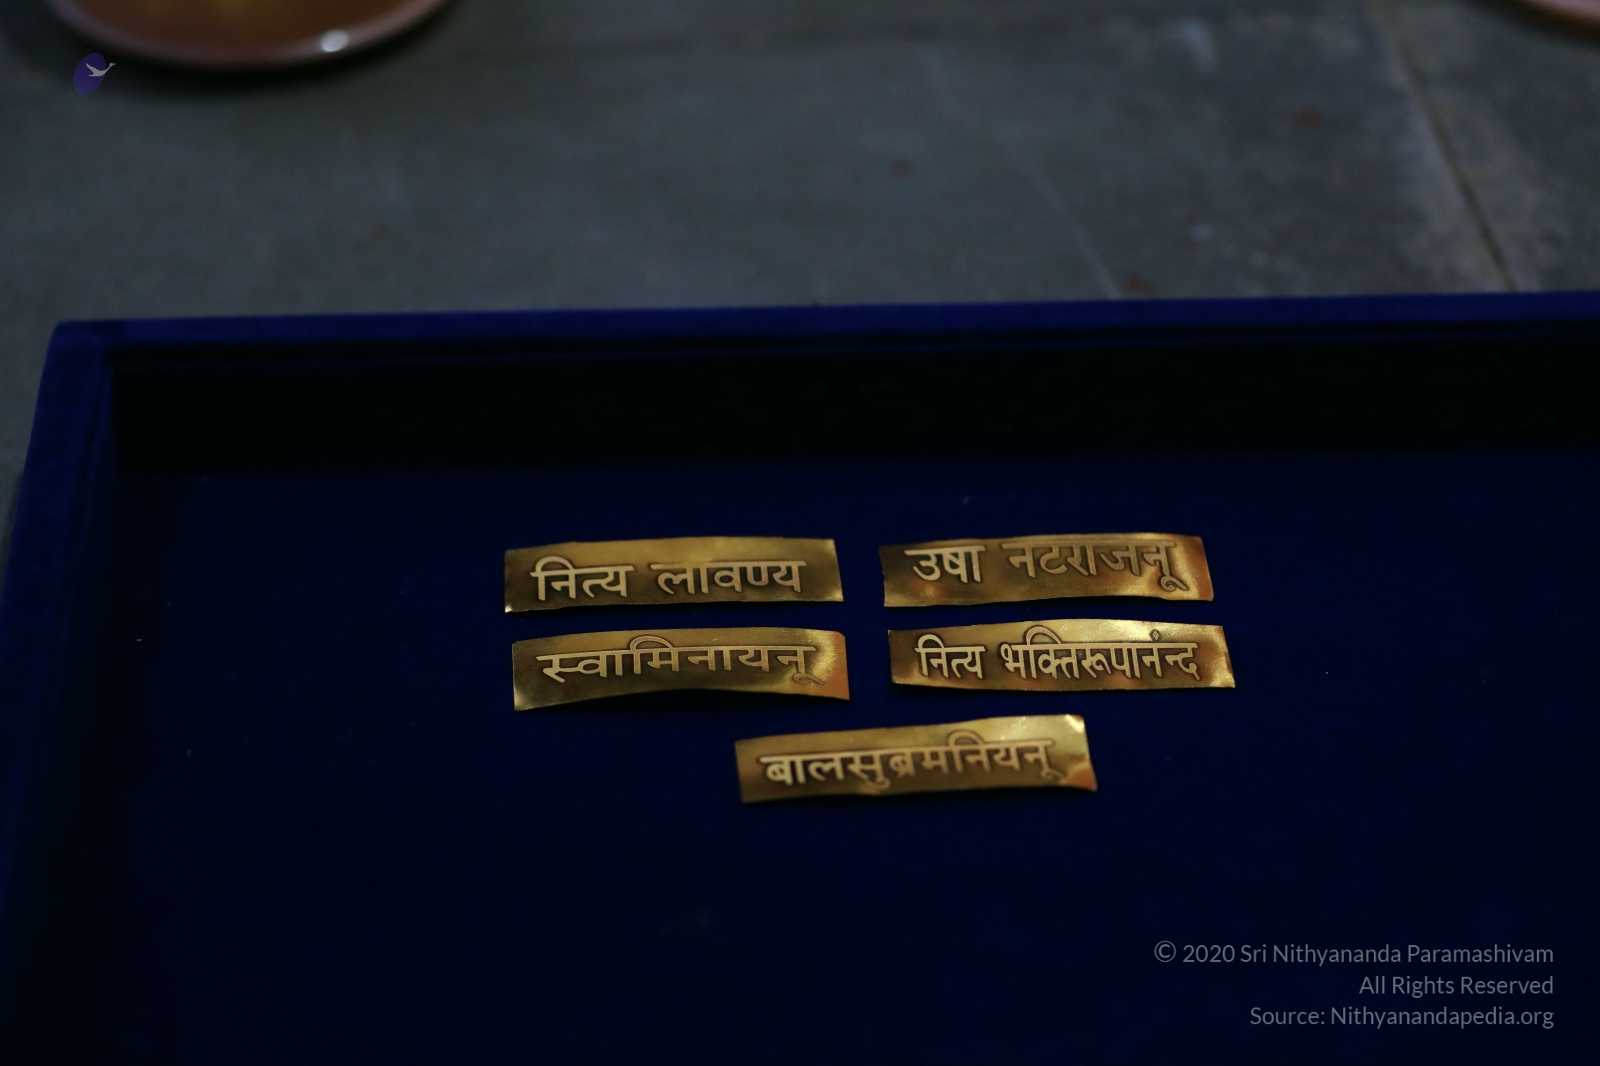 नित्य लावण्य
उषा नटराजनू
स्वामिनायनू
नित्य भक्तिरूपानंन्द
बालसुब्रमनियनू
© 2020 Sri Nithyananda Paramashivam
All Rights Reserved
Source: Nithyanandapedia.org